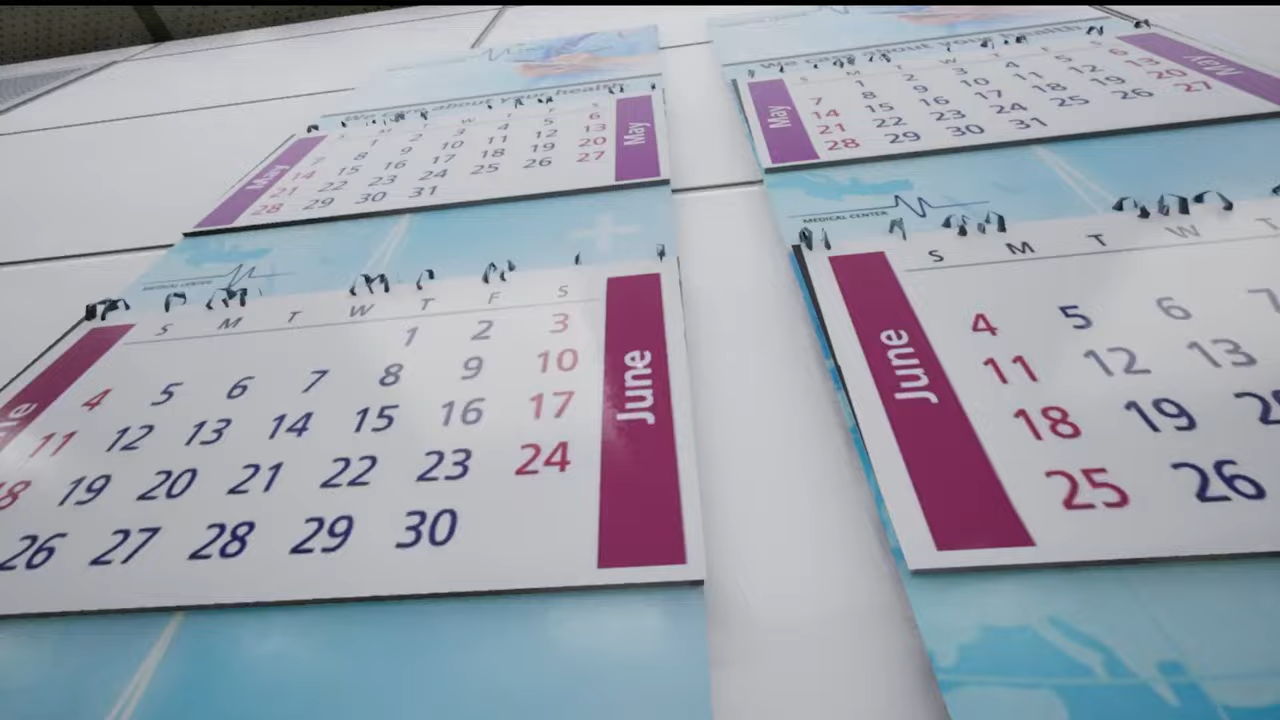 We care about your health
S M T W T F S
1 2 3 4 5 6
7 8 9 10 11 12 13
14 15 16 17 18 19 20
21 22 23 24 25 26 27
28 29 30 31
May
May
MEDICAL CENTER
S M T W T F S
1 2 3
4 5 6 7 8 9 10
11 12 13 14 15 16 17
18 19 20 21 22 23 24
26 27 28 29 30
June
We care about your health
S M T W T F S
1 2 3 4 5 6
7 8 9 10 11 12 13
14 15 16 17 18 19 20
21 22 23 24 25 26 27
28 29 30 31
May
May
MEDICAL CENTER
S M T W T
4 5 6 7
11 12 13
18 19
25 26
June